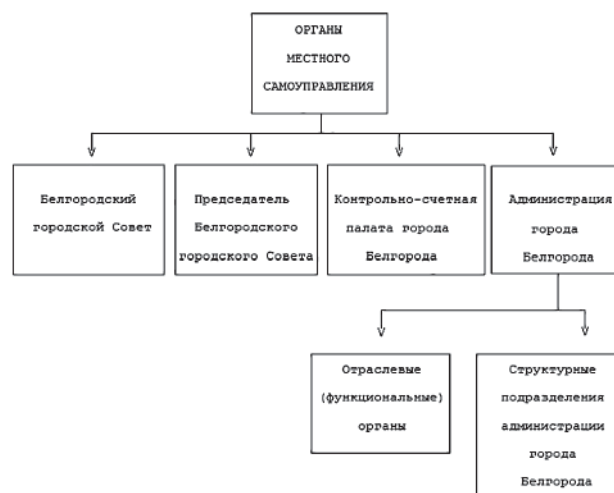 ОРГАНЫ
МЕСТНОГО
САМОУПРАВЛЕНИЯ
Белгородский
городской Совет
Председатель
Белгородского
городского Совета
Контрольно-счетная
палата города
Белгорода
Администрация
города
Белгорода
Отраслевые
(функциональные)
органы
Структурные
подразделения
администрации
города
Белгорода